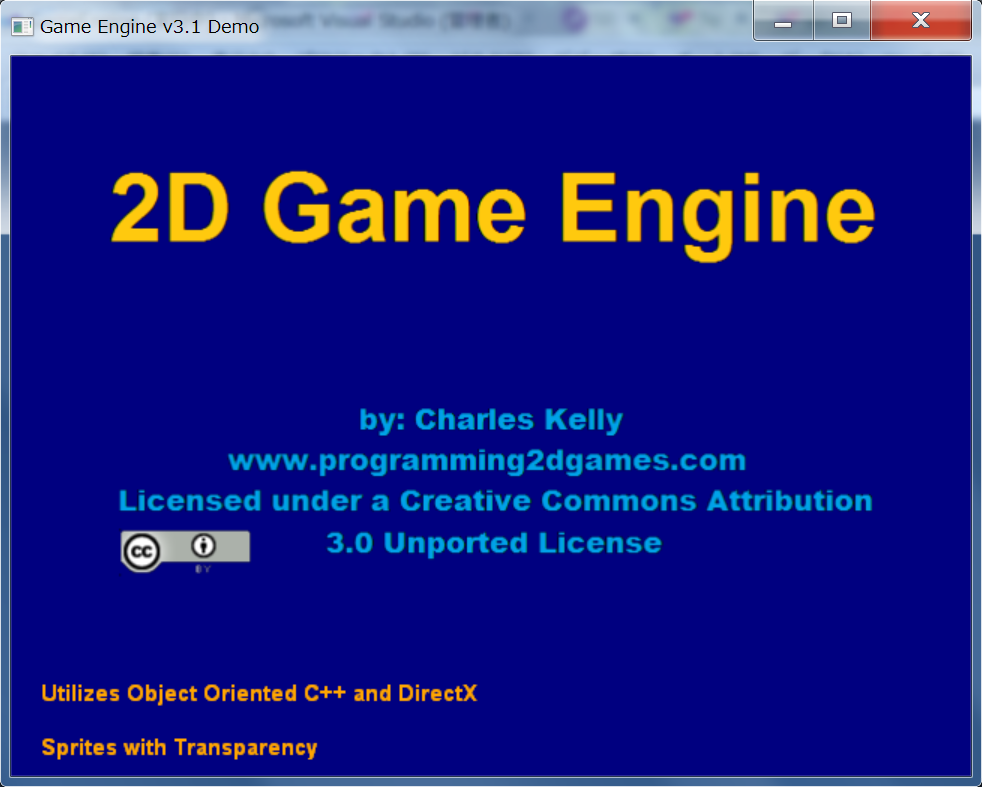 Game Engine v3.1 Demo
2D Game Engine
by: Charles Kelly
www.programming2dgames.com
Licensed under a Creative Commons Attribution
3.0 Unported License
cc
BY
Utilizes Object Oriented C++ and DirectX
Sprites with Transparency